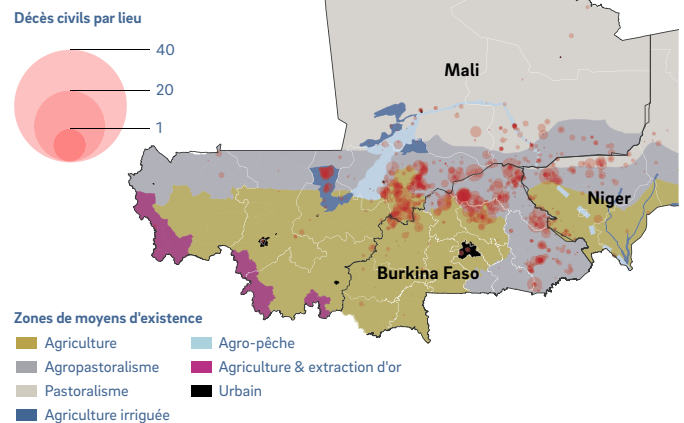 Décès civils par lieu
40
20
1
Mali
Niger
Burkina Faso
Zones de moyens d'existence
Agriculture
Agropastoralisme
Pastoralisme
Agriculture irriguée
Agro-pêche
Agriculture & extraction d'or
Urbain